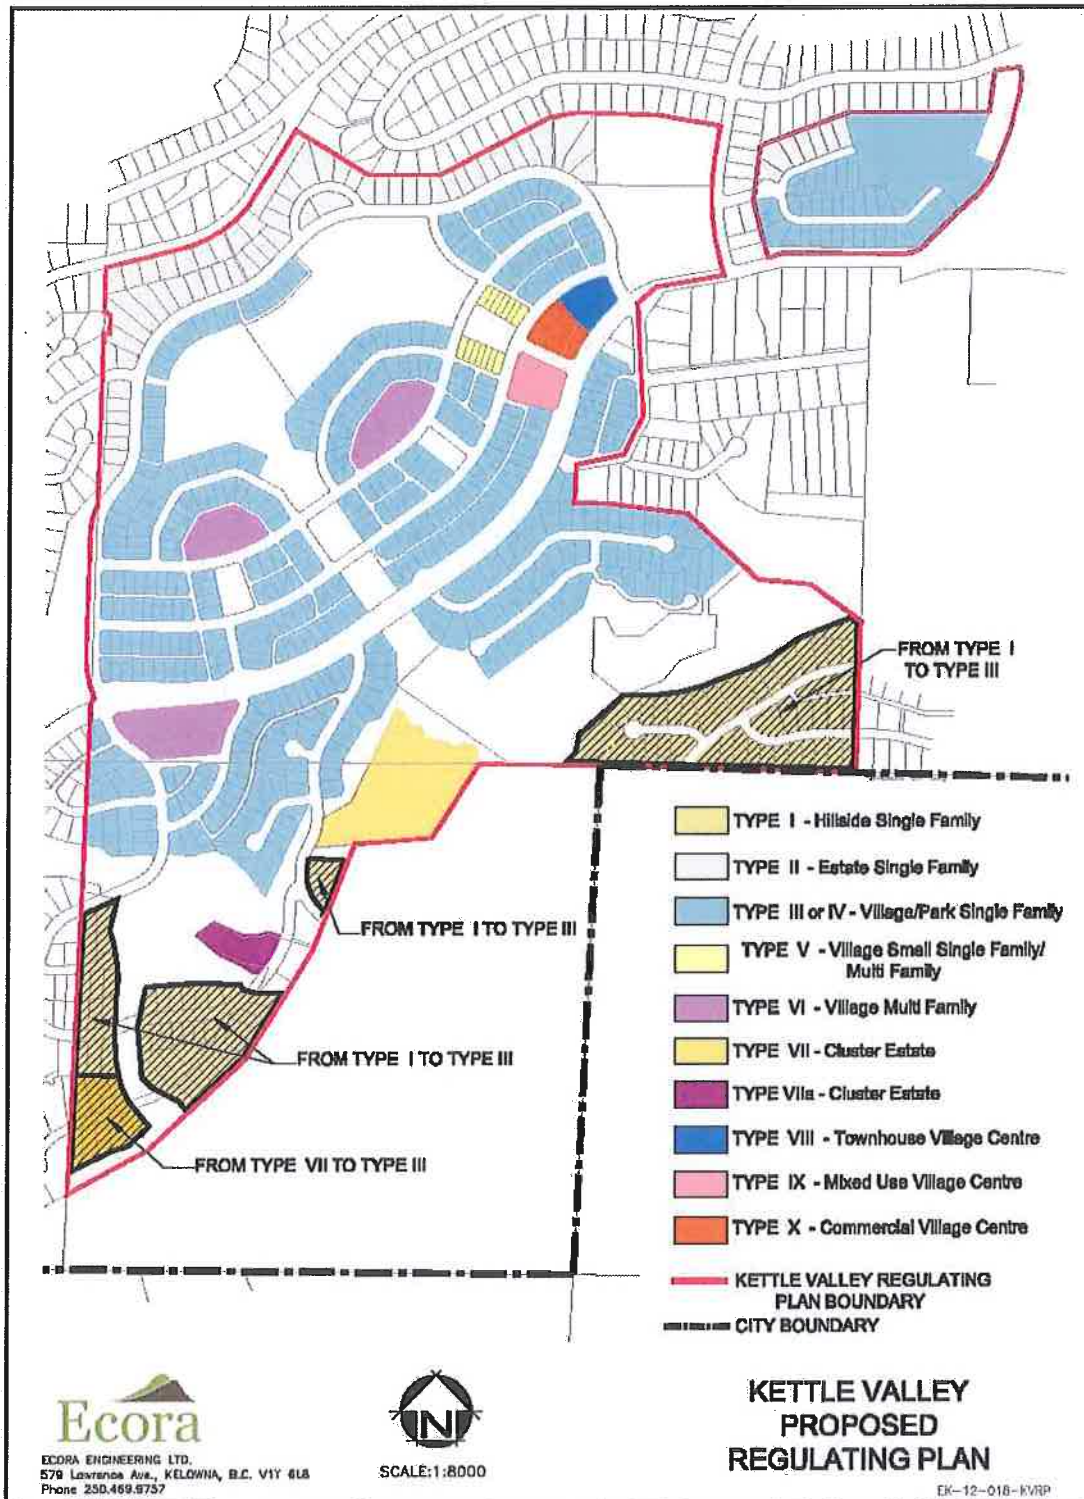 FROM TYPE I
TO TYPE III
TYPE I - Hillside Single Family
TYPE II - Estate Single Family
TYPE III or IV - Village/Park Single Family
TYPE V - Village Small Single Family/
Multi Family
TYPE VI - Village Multi Family
TYPE VII - Cluster Estate
TYPE VIIa - Cluster Estate
TYPE VIII - Townhouse Village Centre
TYPE IX - Mixed Use Village Centre
TYPE X - Commercial Village Centre
KETTLE VALLEY REGULATING
PLAN BOUNDARY
CITY BOUNDARY
FROM TYPE I TO TYPE III
FROM TYPE I TO TYPE III
FROM TYPE VII TO TYPE III
Ecora
ECORA ENGINEERING LTD.
579 Lawrence Ave., KELOWNA, B.C. V1Y 6L8
Phone 250.469.9757
N
SCALE:1:8000
KETTLE VALLEY
PROPOSED
REGULATING PLAN
EK-12-018-KVRP